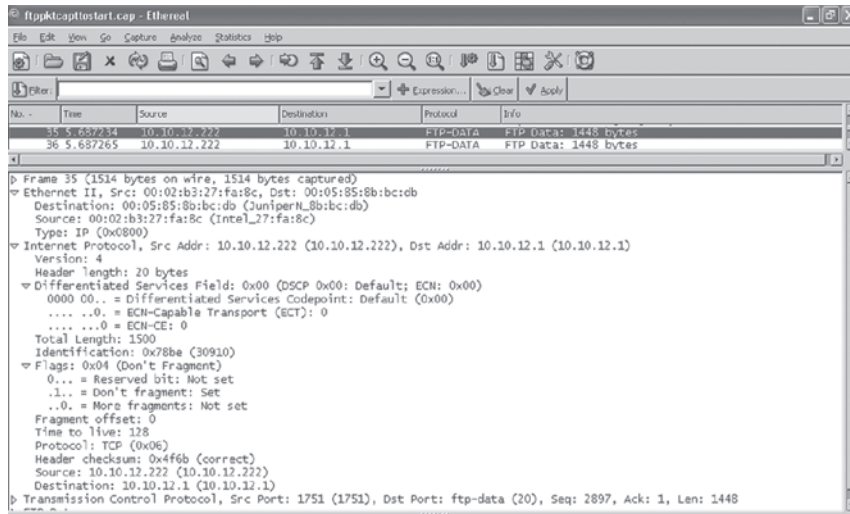 ftppktcapttostart.cap - Ethereal
File Edit View Go Capture Analyze Statistics Help
Filter: Expression... Clear Apply
No. - Time Source Destination Protocol Info
35 5.687234 10.10.12.222 10.10.12.1 FTP-DATA FTP Data: 1448 bytes
36 5.687265 10.10.12.222 10.10.12.1 FTP-DATA FTP Data: 1448 bytes
Frame 35 (1514 bytes on wire, 1514 bytes captured)
Ethernet II, Src: 00:02:b3:27:fa:8c, Dst: 00:05:85:8b:bc:db
Destination: 00:05:85:8b:bc:db (JuniperN_8b:bc:db)
Source: 00:02:b3:27:fa:8c (Intel_27:fa:8c)
Type: IP (0x0800)
Internet Protocol, Src Addr: 10.10.12.222 (10.10.12.222), Dst Addr: 10.10.12.1 (10.10.12.1)
Version: 4
Header length: 20 bytes
Differentiated Services Field: 0x00 (DSCP 0x00: Default; ECN: 0x00)
0000 00.. = Differentiated Services Codepoint: Default (0x00)
.... ..0. = ECN-Capable Transport (ECT): 0
.... ...0 = ECN-CE: 0
Total Length: 1500
Identification: 0x78be (30910)
Flags: 0x04 (Don't Fragment)
0... = Reserved bit: Not set
.1.. = Don't fragment: Set
..0. = More fragments: Not set
Fragment offset: 0
Time to live: 128
Protocol: TCP (0x06)
Header checksum: 0x4f6b (correct)
Source: 10.10.12.222 (10.10.12.222)
Destination: 10.10.12.1 (10.10.12.1)
Transmission Control Protocol, Src Port: 1751 (1751), Dst Port: ftp-data (20), Seq: 2897, Ack: 1, Len: 1448